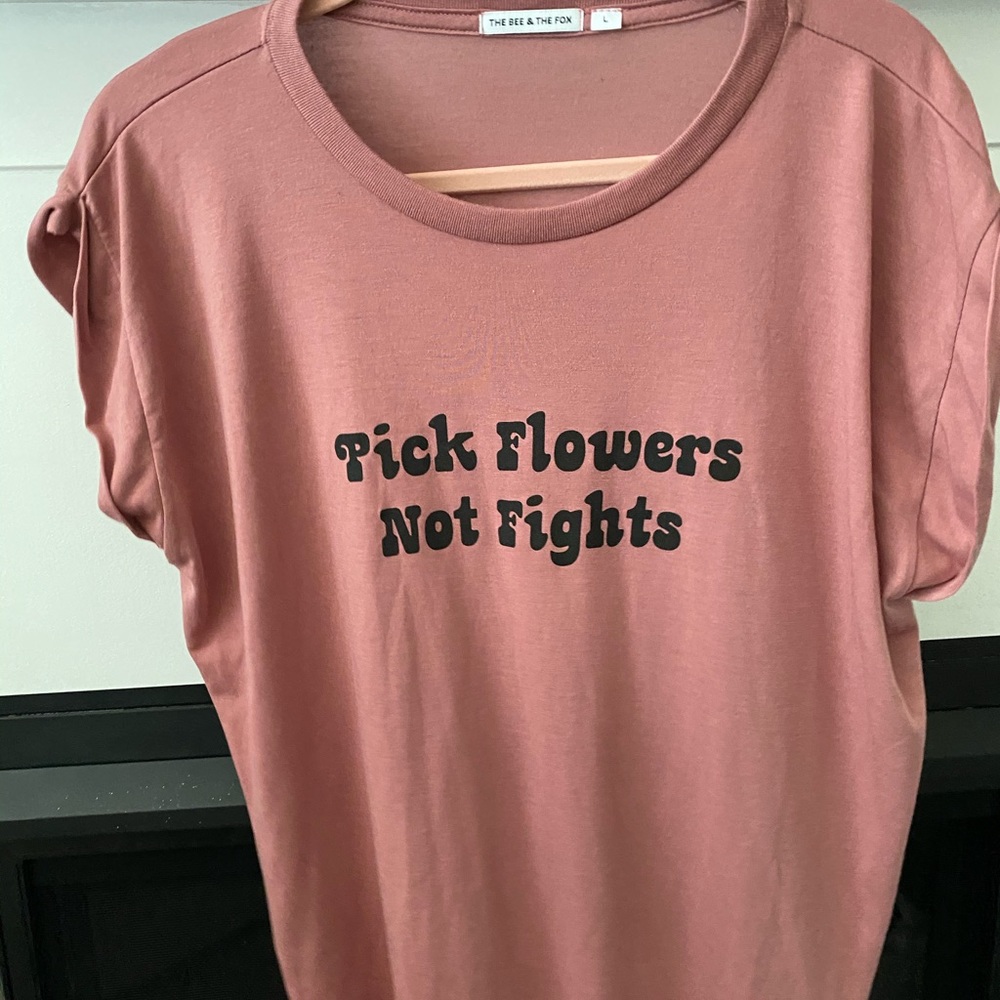 THE BEE & THE FOX
L
Pick Flowers
Not Fights